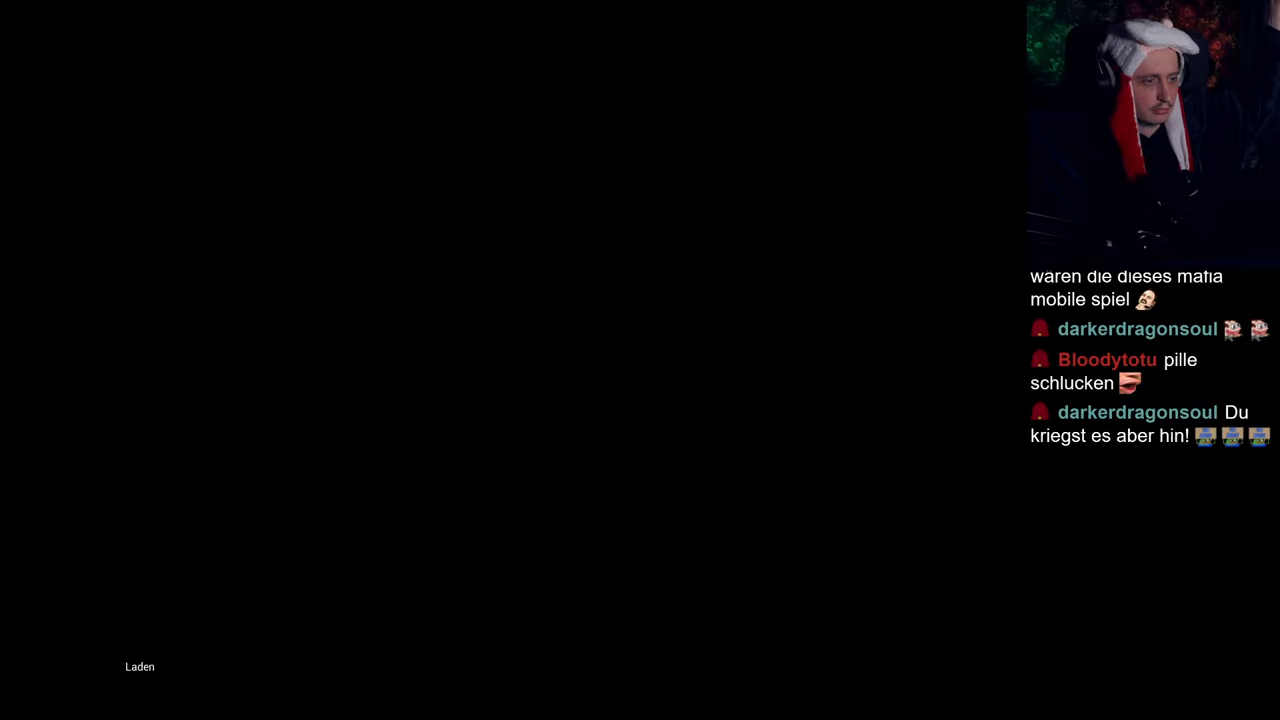 waren die dieses mafia
mobile spiel
darkerdragonsoul
Bloodytotu pille
schlucken
darkerdragonsoul Du
kriegst es aber hin!
Laden